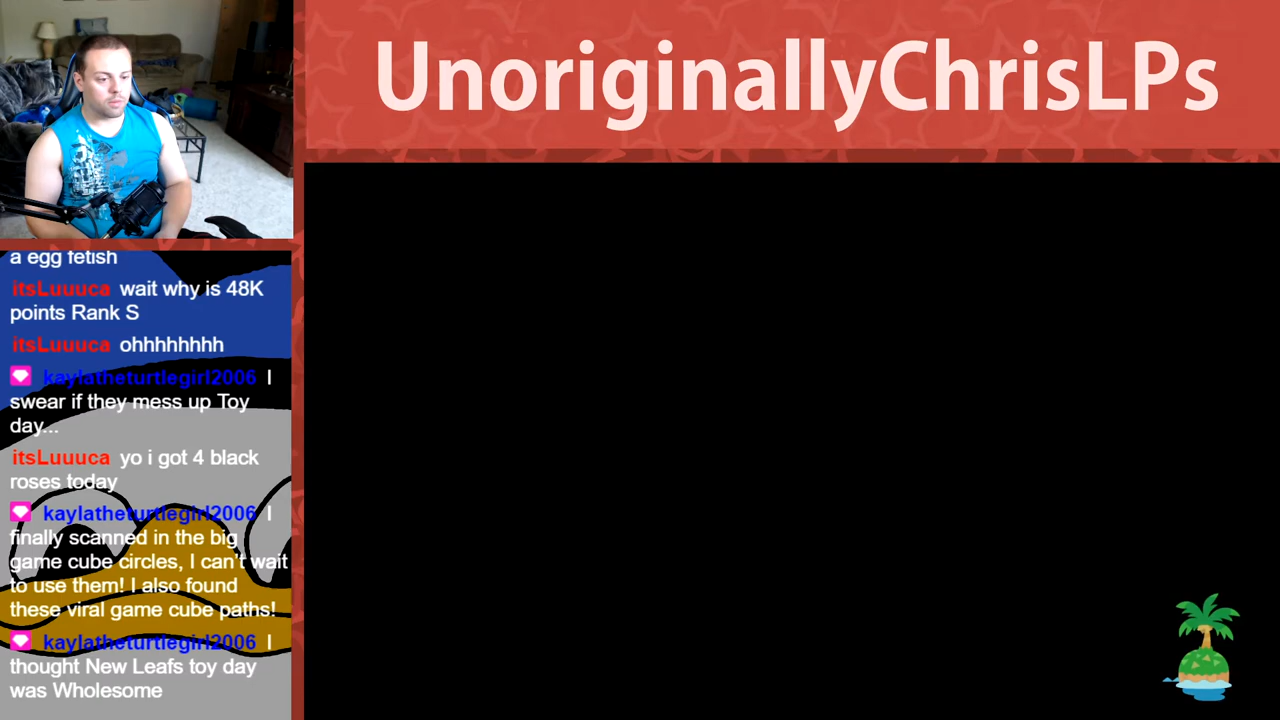 UnoriginallyChrisLPs
a egg fetish
itsLuuuca wait why is 48K
points Rank S
itsLuuuca ohhhhhhhh
kaylatheturtlegirl2006 I
swear if they mess up Toy
day...
itsLuuuca yo i got 4 black
roses today
kaylatheturtlegirl2006 I
finally scanned in the big
game cube circles, I can't wait
to use them! I also found
these viral game cube paths!
kaylatheturtlegirl2006 I
thought New Leafs toy day
was Wholesome